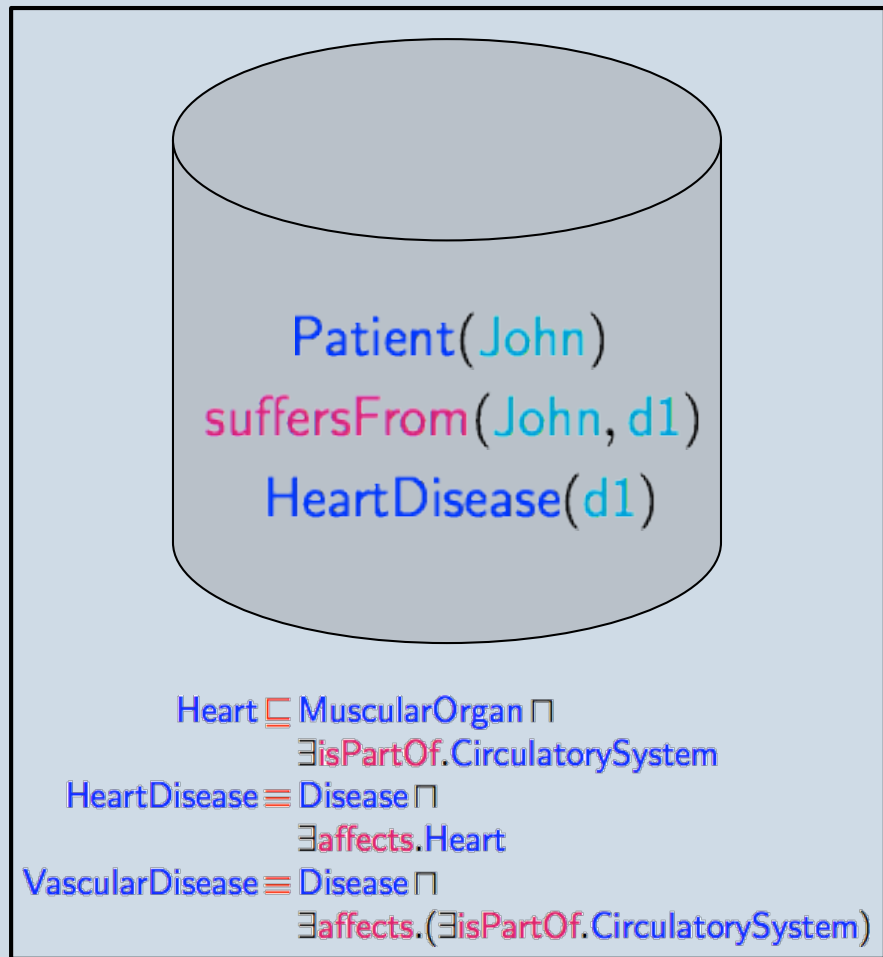 Patient(John)
suffersFrom(John, d1)
HeartDisease(d1)
Heart ⊑ MuscularOrgan ⊓
∃isPartOf.CirculatorySystem
HeartDisease ≡ Disease ⊓
∃affects.Heart
VascularDisease ≡ Disease ⊓
∃affects.(∃isPartOf.CirculatorySystem)